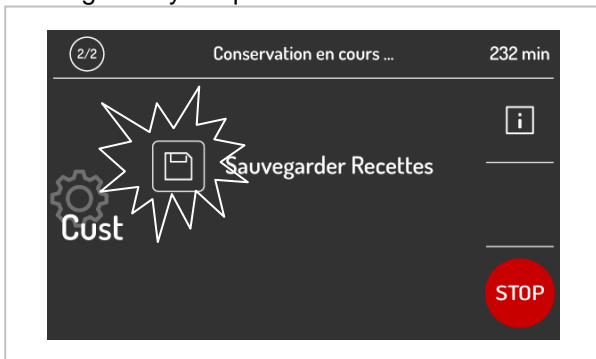 2/2 Conservation en cours ... 232 min
i
Sauvegarder Recettes
Cust
STOP